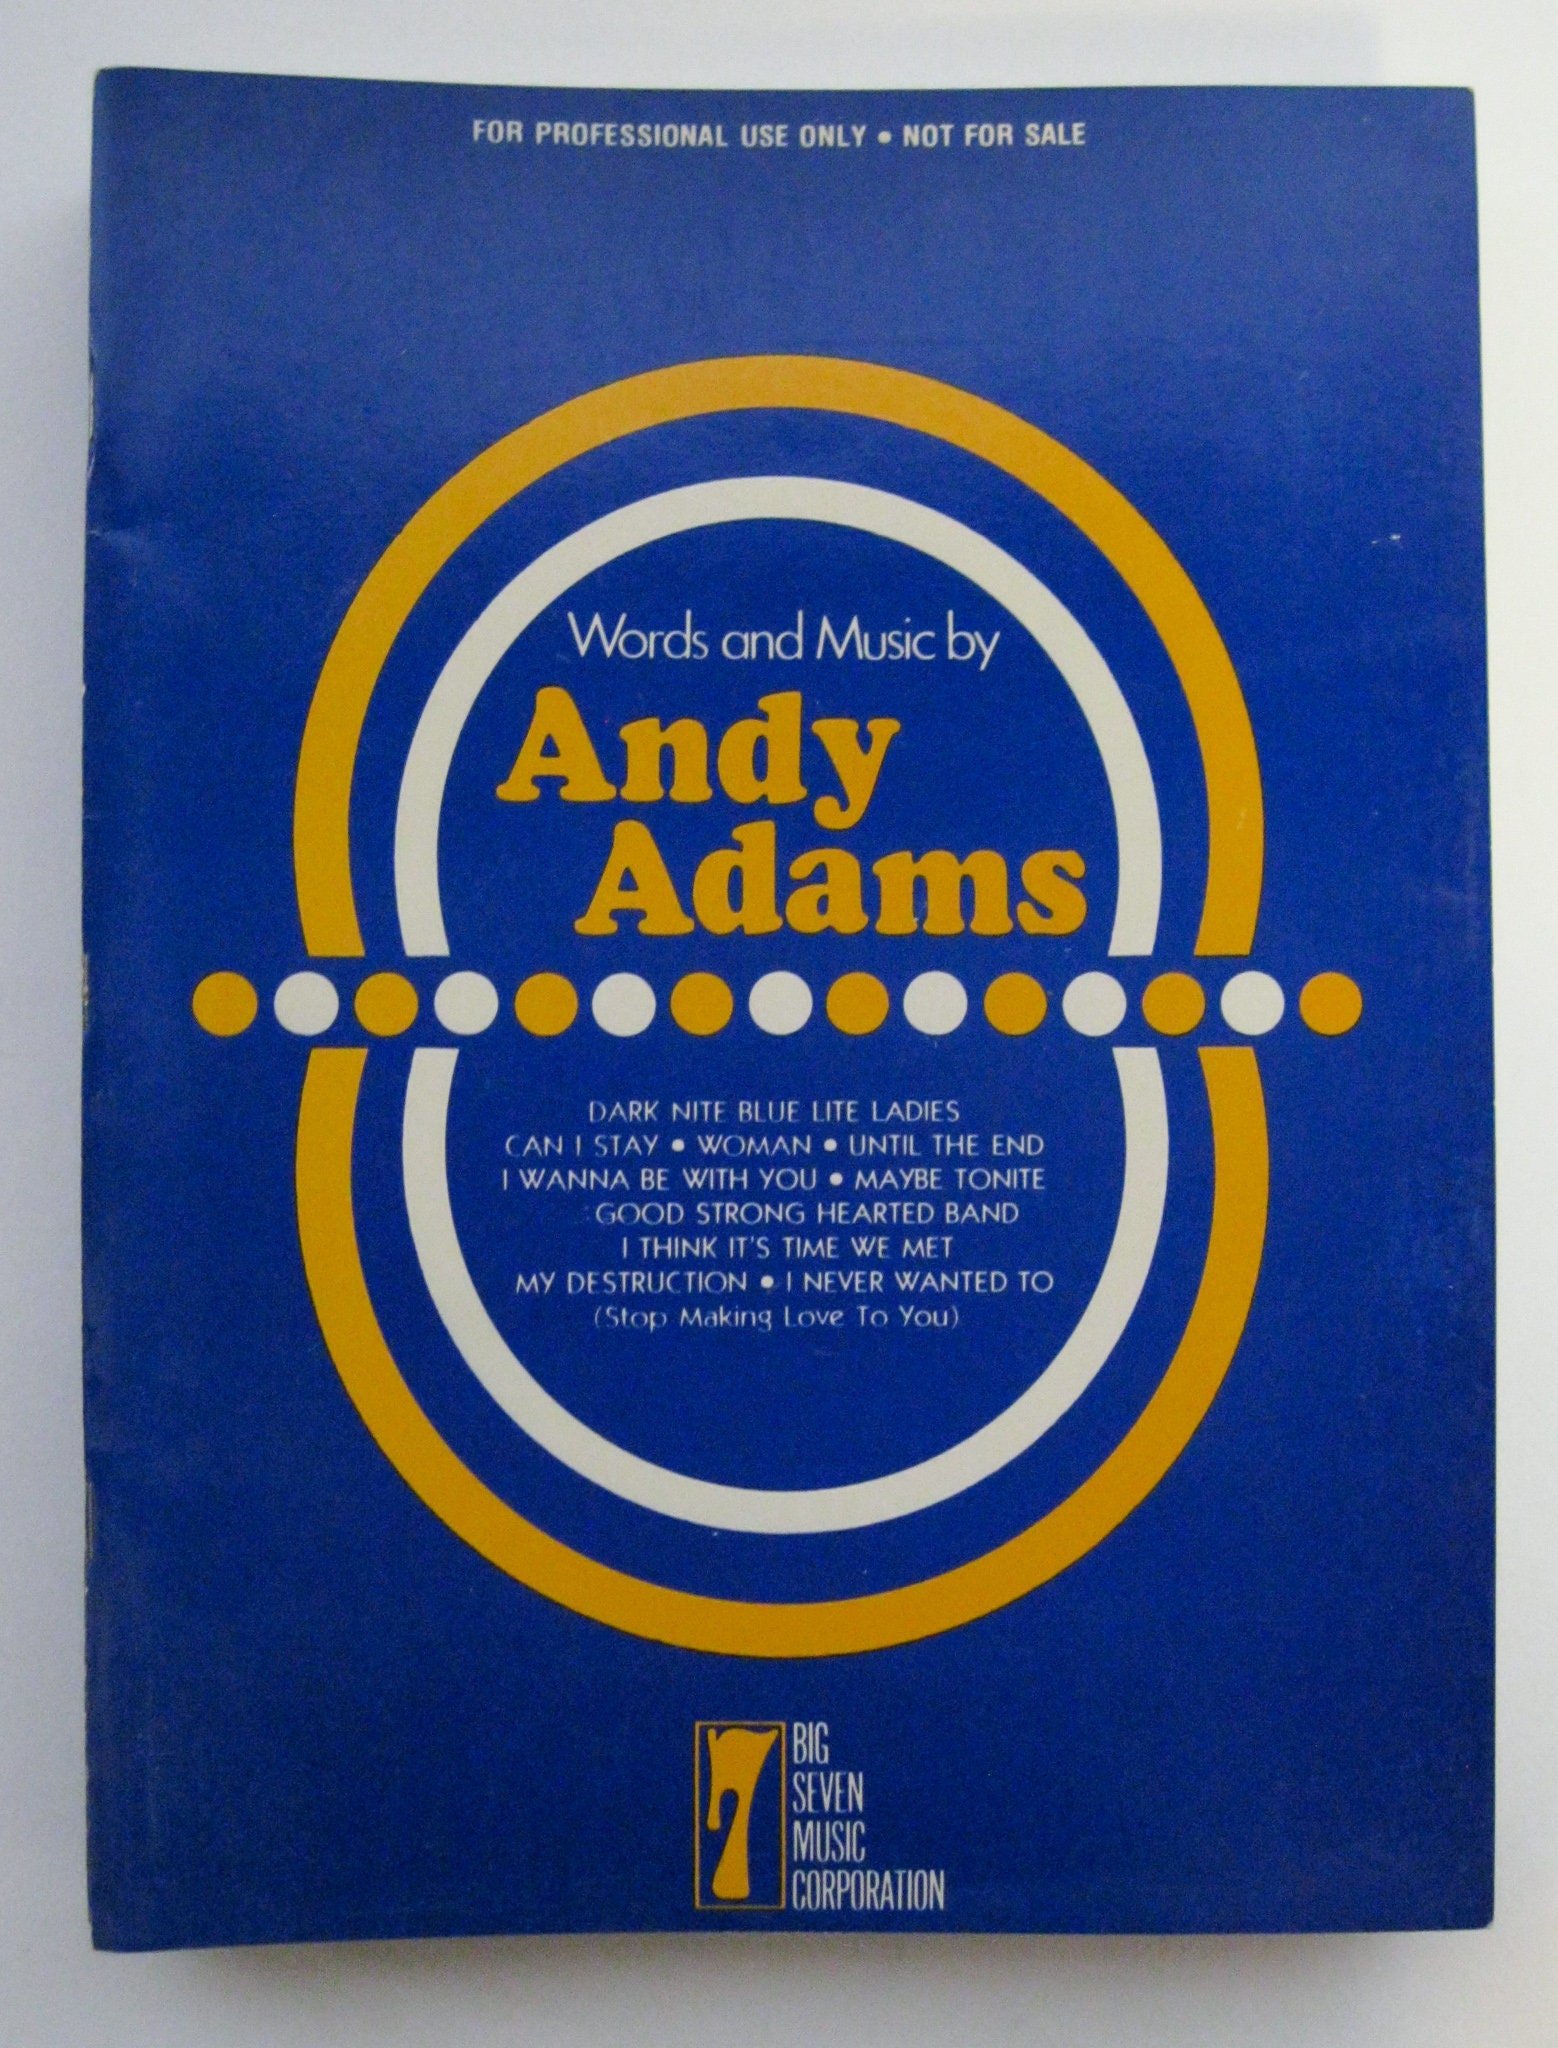 FOR PROFESSIONAL USE ONLY • NOT FOR SALE
Words and Music by
Andy
Adams
DARK NITE BLUE LITE LADIES
CAN I STAY • WOMAN • UNTIL THE END
I WANNA BE WITH YOU • MAYBE TONITE
GOOD STRONG HEARTED BAND
I THINK IT'S TIME WE MET
MY DESTRUCTION • I NEVER WANTED TO
(Stop Making Love To You)
7
BIG
SEVEN
MUSIC
CORPORATION